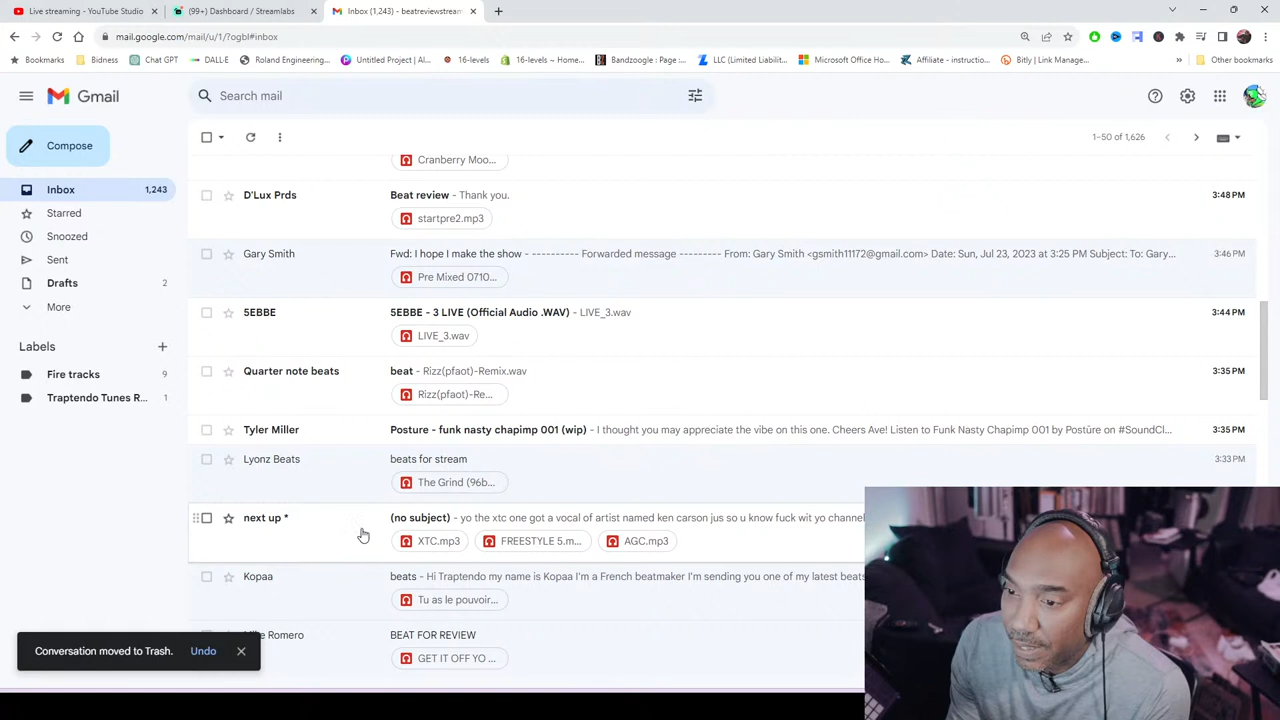 Live streaming - YouTube Studio
(99+) Dashboard / Streamlabs
Inbox (1,243) - beatreviewstream
mail.google.com/mail/u/1/?ogbl#inbox
Bookmarks
Bidness
Chat GPT
DALL-E
Roland Engineering...
Untitled Project | AI...
16-levels
16-levels ~ Home...
Bandzoogle : Page :...
LLC (Limited Liabilit...
Microsoft Office Ho...
Affiliate - instructio...
Bitly | Link Manage...
»
Other bookmarks
Gmail
Search mail
Compose
1-50 of 1,626
Inbox 1,243
Starred
Snoozed
Sent
Drafts 2
More
Labels
Fire tracks 9
Traptendo Tunes R... 1
Cranberry Moo...
D'Lux Prds Beat review - Thank you. 3:48 PM
startpre2.mp3
Gary Smith Fwd: I hope I make the show - ---------- Forwarded message --------- From: Gary Smith <gsmith11172@gmail.com> Date: Sun, Jul 23, 2023 at 3:25 PM Subject: To: Gary... 3:46 PM
Pre Mixed 0710...
5EBBE 5EBBE - 3 LIVE (Official Audio .WAV) - LIVE_3.wav 3:44 PM
LIVE_3.wav
Quarter note beats beat - Rizz(pfaot)-Remix.wav 3:35 PM
Rizz(pfaot)-Re...
Tyler Miller Posture - funk nasty chapimp 001 (wip) - I thought you may appreciate the vibe on this one. Cheers Ave! Listen to Funk Nasty Chapimp 001 by Postúre on #SoundCl... 3:35 PM
Lyonz Beats beats for stream 3:33 PM
The Grind (96b...
next up * (no subject) - yo the xtc one got a vocal of artist named ken carson jus so u know fuck wit yo channel
XTC.mp3 FREESTYLE 5.m... AGC.mp3
Kopaa beats - Hi Traptendo my name is Kopaa I'm a French beatmaker I'm sending you one of my latest beats
Tu as le pouvoir...
Romero BEAT FOR REVIEW
GET IT OFF YO ...
Conversation moved to Trash. Undo